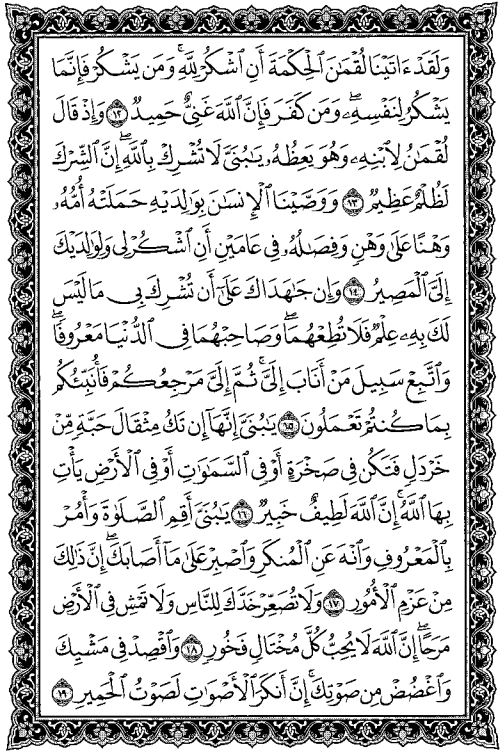 وَلَقَدْ ءَاتَيْنَا لُقْمَٰنَ ٱلْحِكْمَةَ أَنِ ٱشْكُرْ لِلَّهِ ۚ وَمَن يَشْكُرْ فَإِنَّمَا
يَشْكُرُ لِنَفْسِهِۦ ۖ وَمَن كَفَرَ فَإِنَّ ٱللَّهَ غَنِىٌّ حَمِيدٌ ١٢ وَإِذْ قَالَ
لُقْمَٰنُ لِٱبْنِهِۦ وَهُوَ يَعِظُهُۥ يَٰبُنَىَّ لَا تُشْرِكْ بِٱللَّهِ ۖ إِنَّ ٱلشِّرْكَ
لَظُلْمٌ عَظِيمٌ ١٣ وَوَصَّيْنَا ٱلْإِنسَٰنَ بِوَٰلِدَيْهِ حَمَلَتْهُ أُمُّهُۥ
وَهْنًا عَلَىٰ وَهْنٍ وَفِصَٰلُهُۥ فِى عَامَيْنِ أَنِ ٱشْكُرْ لِى وَلِوَٰلِدَيْكَ
إِلَىَّ ٱلْمَصِيرُ ١٤ وَإِن جَٰهَدَاكَ عَلَىٰٓ أَن تُشْرِكَ بِى مَا لَيْسَ
لَكَ بِهِۦ عِلْمٌ فَلَا تُطِعْهُمَا ۖ وَصَاحِبْهُمَا فِى ٱلدُّنْيَا مَعْرُوفًا ۖ
وَٱتَّبِعْ سَبِيلَ مَنْ أَنَابَ إِلَىَّ ۚ ثُمَّ إِلَىَّ مَرْجِعُكُمْ فَأُنَبِّئُكُم
بِمَا كُنتُمْ تَعْمَلُونَ ١٥ يَٰبُنَىَّ إِنَّهَآ إِن تَكُ مِثْقَالَ حَبَّةٍ مِّنْ
خَرْدَلٍ فَتَكُن فِى صَخْرَةٍ أَوْ فِى ٱلسَّمَٰوَٰتِ أَوْ فِى ٱلْأَرْضِ يَأْتِ
بِهَا ٱللَّهُ ۚ إِنَّ ٱللَّهَ لَطِيفٌ خَبِيرٌ ١٦ يَٰبُنَىَّ أَقِمِ ٱلصَّلَوٰةَ وَأْمُرْ
بِٱلْمَعْرُوفِ وَٱنْهَ عَنِ ٱلْمُنكَرِ وَٱصْبِرْ عَلَىٰ مَآ أَصَابَكَ ۖ إِنَّ ذَٰلِكَ
مِنْ عَزْمِ ٱلْأُمُورِ ١٧ وَلَا تُصَعِّرْ خَدَّكَ لِلنَّاسِ وَلَا تَمْشِ فِى ٱلْأَرْضِ
مَرَحًا ۖ إِنَّ ٱللَّهَ لَا يُحِبُّ كُلَّ مُخْتَالٍ فَخُورٍ ١٨ وَٱقْصِدْ فِى مَشْيِكَ
وَٱغْضُضْ مِن صَوْتِكَ ۚ إِنَّ أَنكَرَ ٱلْأَصْوَٰتِ لَصَوْتُ ٱلْحَمِيرِ ١٩